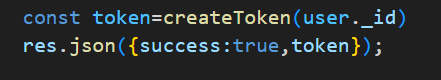 const token=createToken(user._id)
res.json({success:true,token});